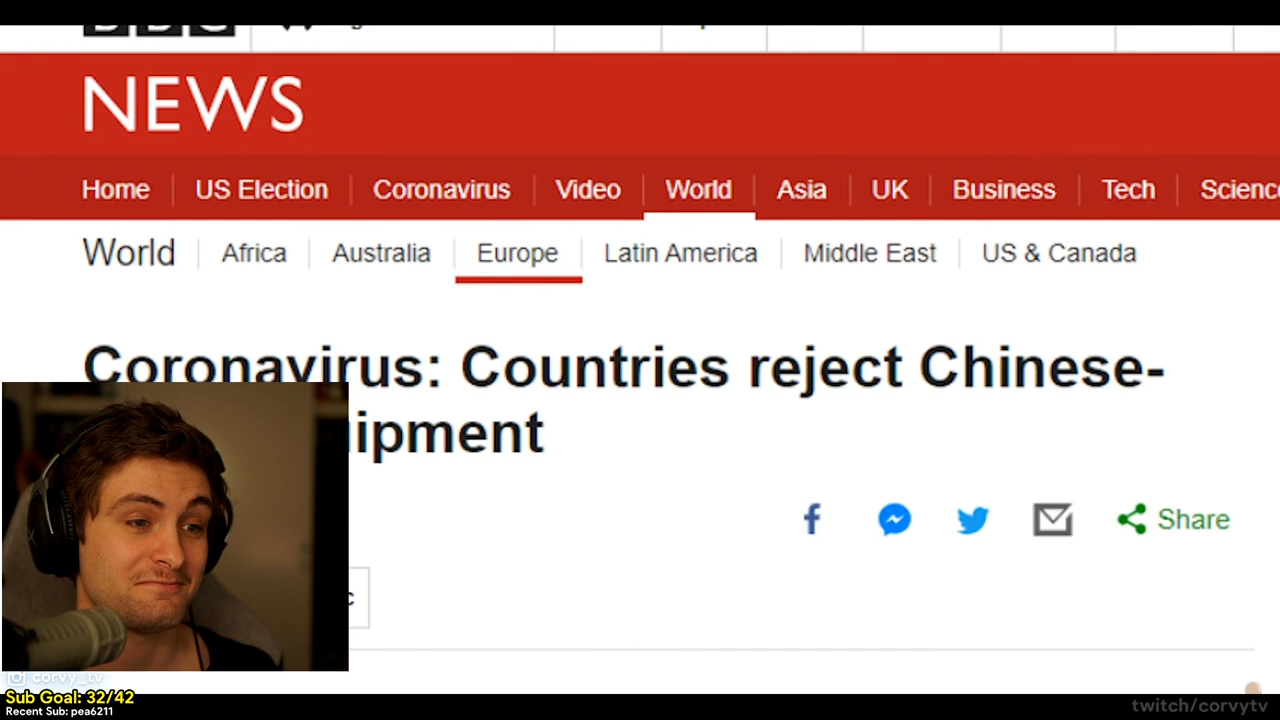 NEWS
Home US Election Coronavirus Video World Asia UK Business Tech
World Africa Australia Europe Latin America Middle East US & Canada
Coronavirus: Countries reject Chinese-
Share
corvy_tv
Sub Goal: 32/42
Recent Sub: pea6211
twitch/corvytv